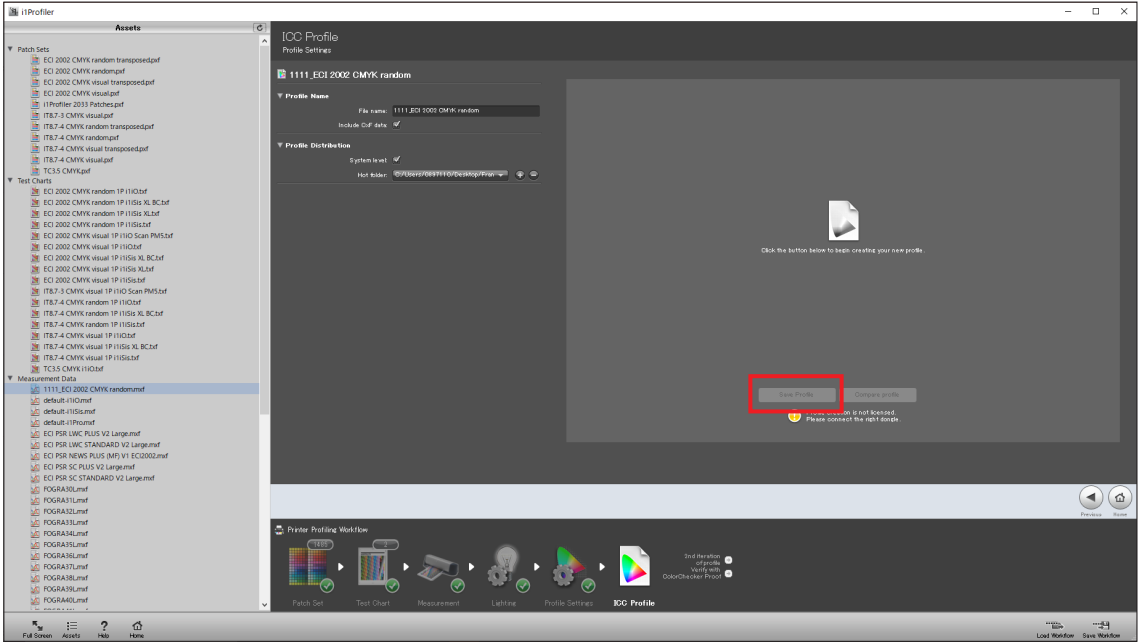 i1Profiler
Assets
Patch Sets
ECI 2002 CMYK random transposed.pxf
ECI 2002 CMYK random.pxf
ECI 2002 CMYK visual transposed.pxf
ECI 2002 CMYK visual.pxf
i1Profiler 2033 Patches.pxf
IT8.7-3 CMYK visual.pxf
IT8.7-4 CMYK random transposed.pxf
IT8.7-4 CMYK random.pxf
IT8.7-4 CMYK visual transposed.pxf
IT8.7-4 CMYK visual.pxf
TC3.5 CMYK.pxf
Test Charts
ECI 2002 CMYK random 1P i1iO.txf
ECI 2002 CMYK random 1P i1iSis XL BC.txf
ECI 2002 CMYK random 1P i1iSis XL.txf
ECI 2002 CMYK random 1P i1iSis.txf
ECI 2002 CMYK visual 1P i1iO Scan PM5.txf
ECI 2002 CMYK visual 1P i1iO.txf
ECI 2002 CMYK visual 1P i1iSis XL BC.txf
ECI 2002 CMYK visual 1P i1iSis XL.txf
ECI 2002 CMYK visual 1P i1iSis.txf
IT8.7-3 CMYK visual 1P i1iO Scan PM5.txf
IT8.7-4 CMYK random 1P i1iO.txf
IT8.7-4 CMYK random 1P i1iSis XL BC.txf
IT8.7-4 CMYK random 1P i1iSis.txf
IT8.7-4 CMYK visual 1P i1iO.txf
IT8.7-4 CMYK visual 1P i1iSis XL BC.txf
IT8.7-4 CMYK visual 1P i1iSis.txf
TC3.5 CMYK i1iO.txf
Measurement Data
1111_ECI 2002 CMYK random.mxf
default-i1iO.mxf
default-i1iSis.mxf
default-i1Pro.mxf
ECI PSR LWC PLUS V2 Large.mxf
ECI PSR LWC STANDARD V2 Large.mxf
ECI PSR NEWS PLUS (MF) V1 ECI2002.mxf
ECI PSR SC PLUS V2 Large.mxf
ECI PSR SC STANDARD V2 Large.mxf
FOGRA30L.mxf
FOGRA31L.mxf
FOGRA32L.mxf
FOGRA33L.mxf
FOGRA34L.mxf
FOGRA35L.mxf
FOGRA36L.mxf
FOGRA37L.mxf
FOGRA38L.mxf
FOGRA39L.mxf
FOGRA40L.mxf
ICC Profile
Profile Settings
1111_ECI 2002 CMYK random
Profile Name
File name: 1111_ECI 2002 CMYK random
Include CxF data:
Profile Distribution
System level:
Hot folder: C:/Users/0897110/Desktop/Fren
Click the button below to begin creating your new profile.
Save Profile
Compare profile
is not licensed.
Please connect the right dongle.
Previous
Home
Printer Profiling Workflow
1485
2
Patch Set
Test Chart
Measurement
Lighting
Profile Settings
ICC Profile
2nd iteration
of profile
Verify with
ColorChecker Proof
Full Screen
Assets
Help
Home
Load Workflow
Save Workflow